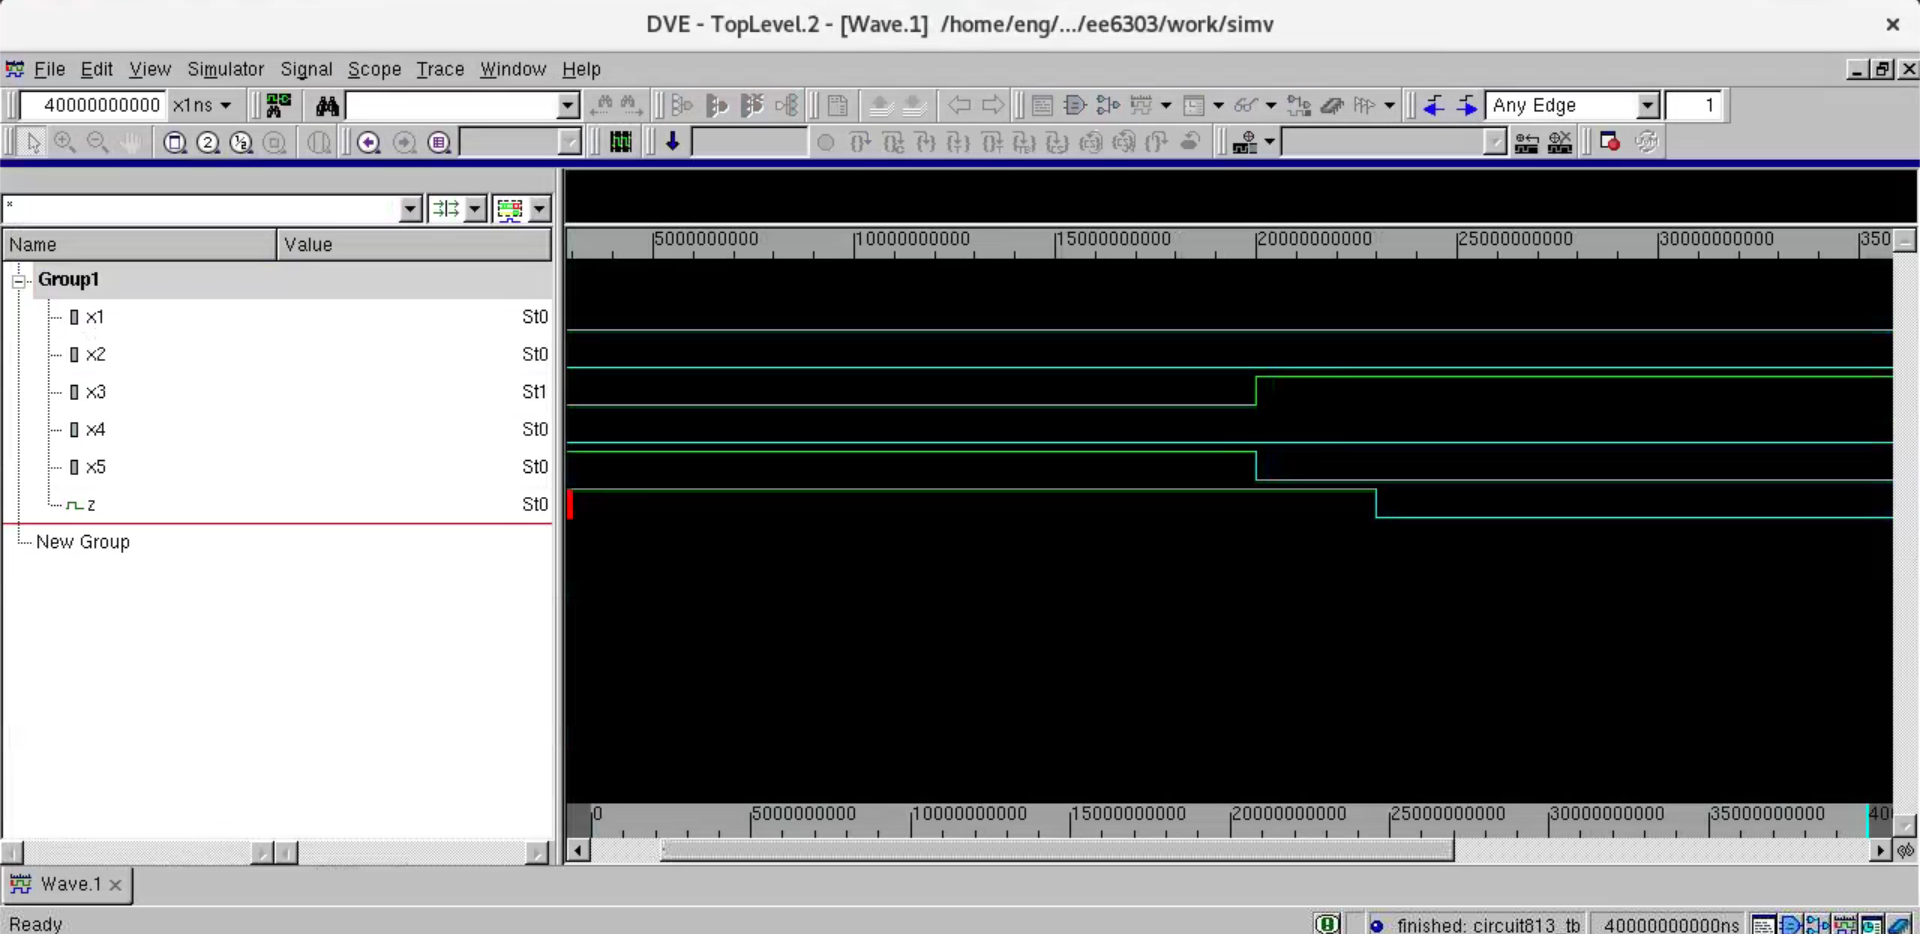 DVE - TopLevel.2 - [Wave.1] /home/eng/.../ee6303/work/simv
File Edit View Simulator Signal Scope Trace Window Help
40000000000 x1ns Any Edge 1
*
Name Value
5000000000 10000000000 15000000000 20000000000 25000000000 30000000000 350
Group1
x1 St0
x2 St0
x3 St1
x4 St0
x5 St0
z St0
New Group
0 5000000000 10000000000 15000000000 20000000000 25000000000 30000000000 35000000000 40
Wave.1
Ready finished: circuit813_tb 40000000000ns